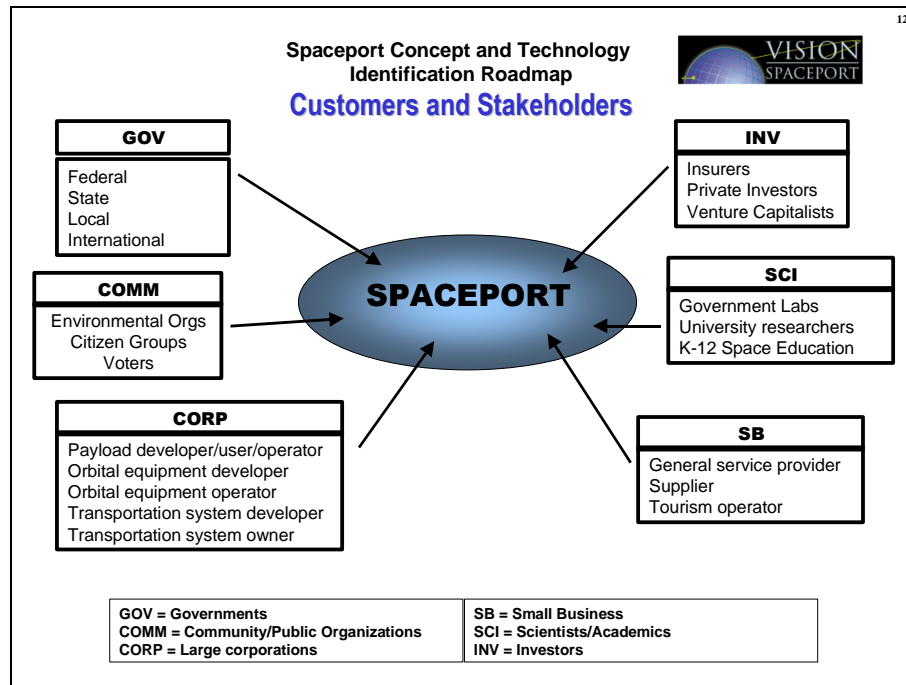 12
Spaceport Concept and Technology
Identification Roadmap
Customers and Stakeholders
VISION
SPACEPORT
GOV
Federal
State
Local
International
INV
Insurers
Private Investors
Venture Capitalists
SPACEPORT
COMM
Environmental Orgs
Citizen Groups
Voters
SCI
Government Labs
University researchers
K-12 Space Education
CORP
Payload developer/user/operator
Orbital equipment developer
Orbital equipment operator
Transportation system developer
Transportation system owner
SB
General service provider
Supplier
Tourism operator
GOV = Governments
COMM = Community/Public Organizations
CORP = Large corporations
SB = Small Business
SCI = Scientists/Academics
INV = Investors